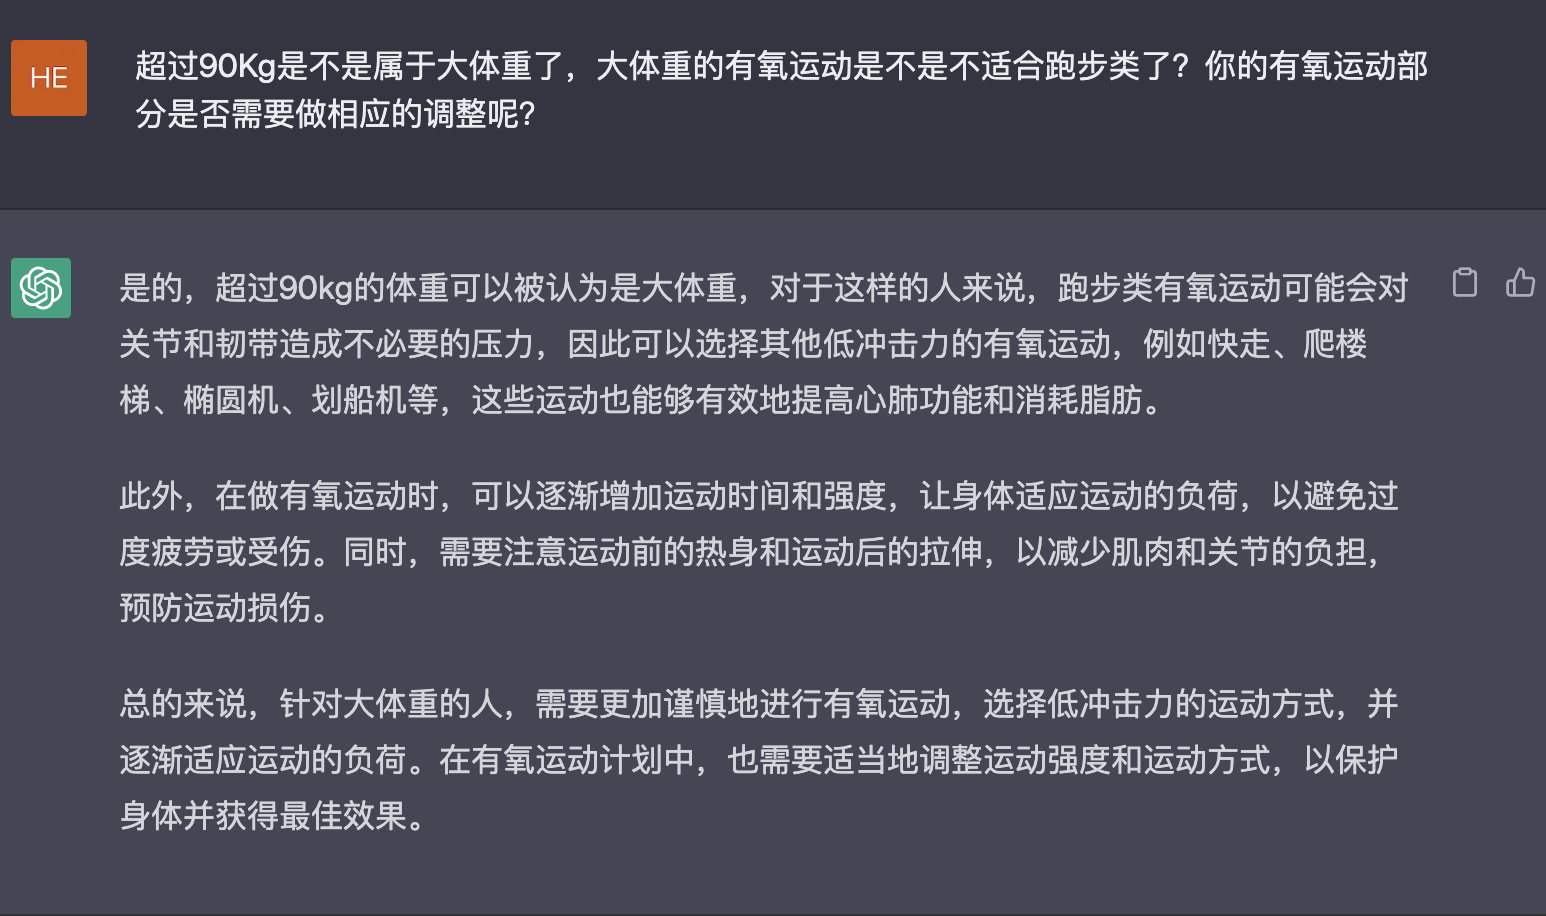 HE
超过90Kg是不是属于大体重了，大体重的有氧运动是不是不适合跑步类了？你的有氧运动部
分是否需要做相应的调整呢？
是的，超过90kg的体重可以被认为是大体重，对于这样的人来说，跑步类有氧运动可能会对
关节和韧带造成不必要的压力，因此可以选择其他低冲击力的有氧运动，例如快走、爬楼
梯、椭圆机、划船机等，这些运动也能够有效地提高心肺功能和消耗脂肪。
此外，在做有氧运动时，可以逐渐增加运动时间和强度，让身体适应运动的负荷，以避免过
度疲劳或受伤。同时，需要注意运动前的热身和运动后的拉伸，以减少肌肉和关节的负担，
预防运动损伤。
总的来说，针对大体重的人，需要更加谨慎地进行有氧运动，选择低冲击力的运动方式，并
逐渐适应运动的负荷。在有氧运动计划中，也需要适当地调整运动强度和运动方式，以保护
身体并获得最佳效果。